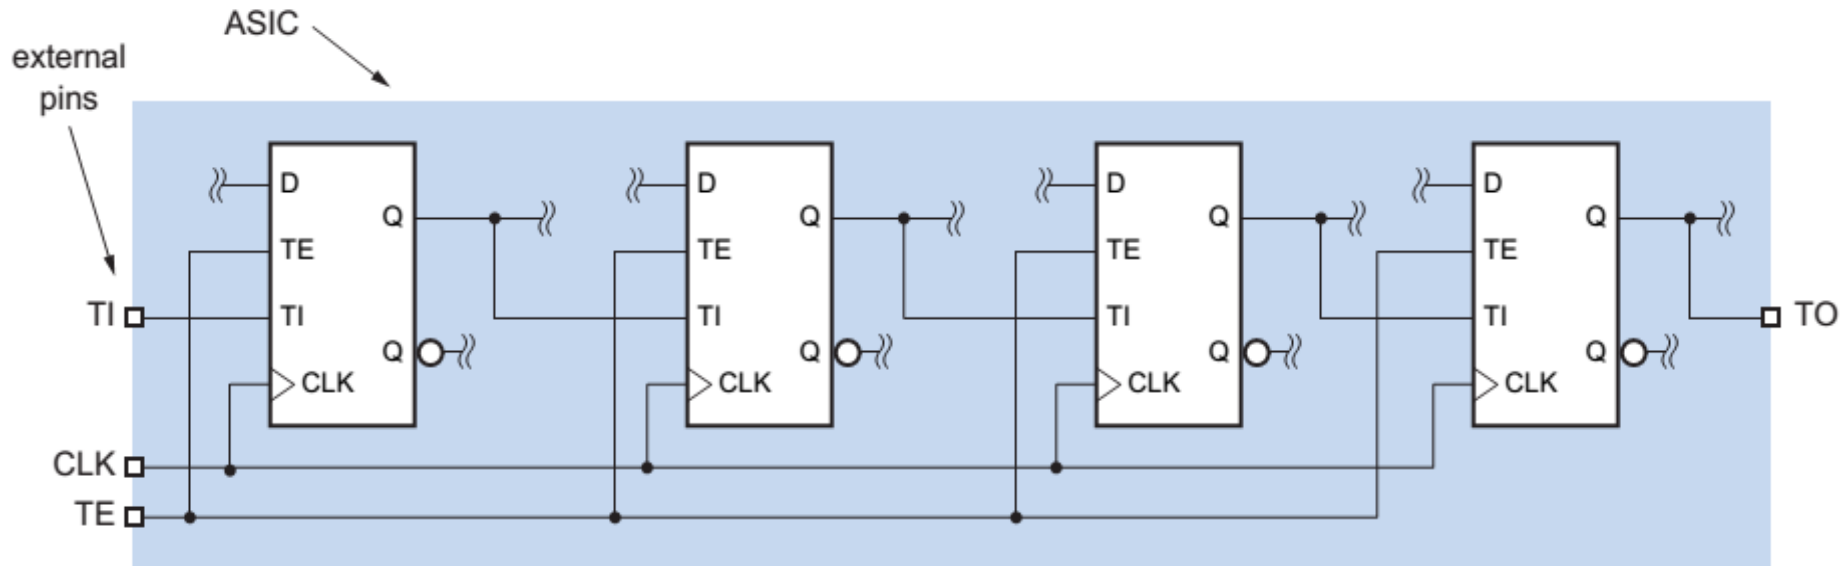 ASIC
external
pins
D
Q
TE
TI
Q
CLK
D
Q
TE
TI
Q
CLK
D
Q
TE
TI
Q
CLK
D
Q
TE
TI
Q
CLK
TI
TO
CLK
TE